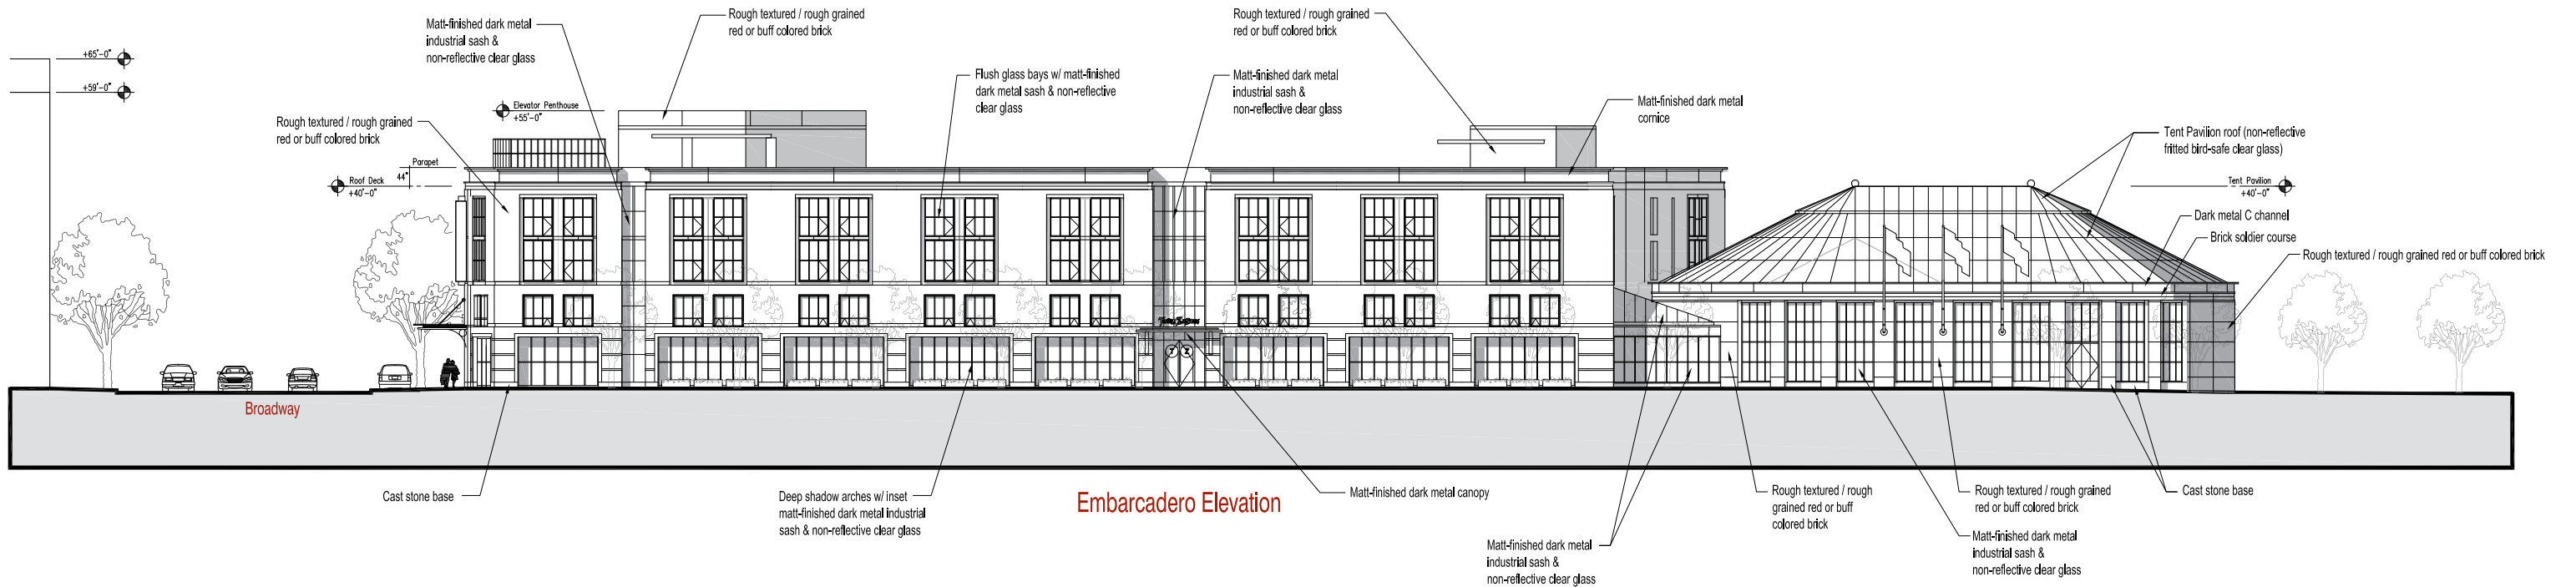 Matt-finished dark metal
industrial sash &
non-reflective clear glass
Rough textured / rough grained
red or buff colored brick
Rough textured / rough grained
red or buff colored brick
+65'-0"
+59'-0"
Flush glass bays w/ matt-finished
dark metal sash & non-reflective
clear glass
Matt-finished dark metal
industrial sash &
non-reflective clear glass
Matt-finished dark metal
cornice
Elevator Penthouse
+55'-0"
Rough textured / rough grained
red or buff colored brick
Tent Pavilion roof (non-reflective
fritted bird-safe clear glass)
Parapet
44"
Roof Deck
+40'-0"
Tent Pavilion
+40'-0"
Dark metal C channel
Brick soldier course
Rough textured / rough grained red or buff colored brick
T Z
Broadway
Cast stone base
Deep shadow arches w/ inset
matt-finished dark metal industrial
sash & non-reflective clear glass
Embarcadero Elevation
Matt-finished dark metal canopy
Matt-finished dark metal
industrial sash &
non-reflective clear glass
Rough textured / rough
grained red or buff
colored brick
Rough textured / rough grained
red or buff colored brick
Cast stone base
Matt-finished dark metal
industrial sash &
non-reflective clear glass